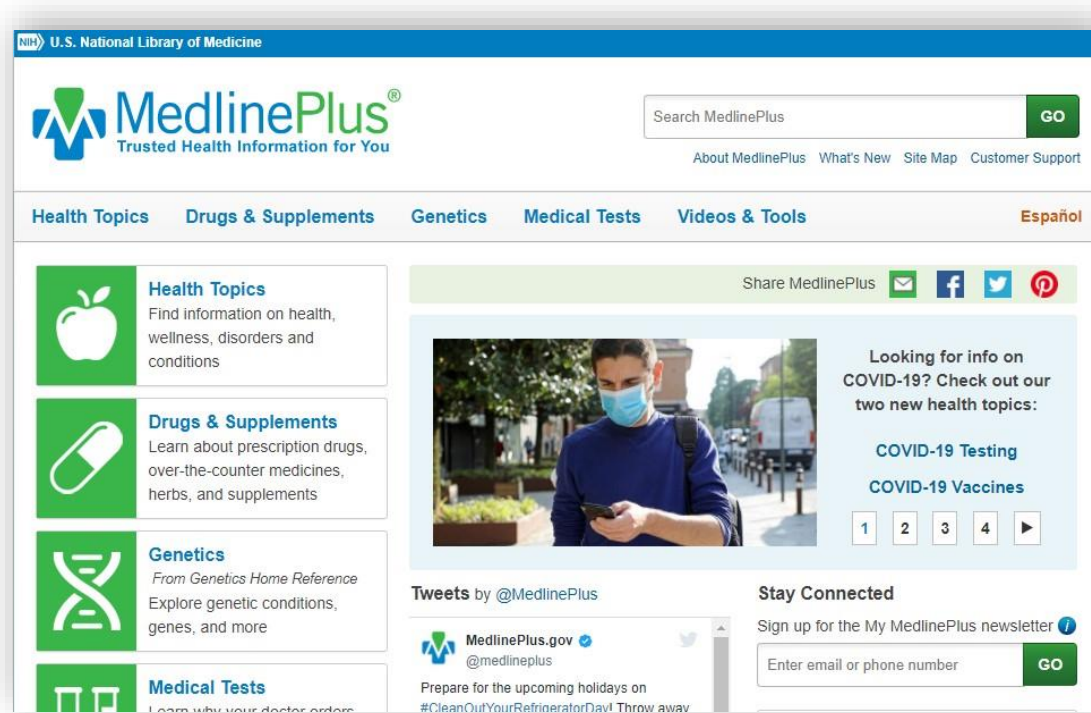 NIH U.S. National Library of Medicine
MedlinePlus®
Trusted Health Information for You
Search MedlinePlus
GO
About MedlinePlus What's New Site Map Customer Support
Health Topics Drugs & Supplements Genetics Medical Tests Videos & Tools Español
Health Topics
Find information on health,
wellness, disorders and
conditions
Drugs & Supplements
Learn about prescription drugs,
over-the-counter medicines,
herbs, and supplements
Genetics
From Genetics Home Reference
Explore genetic conditions,
genes, and more
Medical Tests
Learn why your doctor orders
Share MedlinePlus
Looking for info on
COVID-19? Check out our
two new health topics:
COVID-19 Testing
COVID-19 Vaccines
1 2 3 4
Tweets by @MedlinePlus
MedlinePlus.gov
@medlineplus
Prepare for the upcoming holidays on
#CleanOutYourRefrigeratorDay! Throw away
Stay Connected
Sign up for the My MedlinePlus newsletter
Enter email or phone number
GO